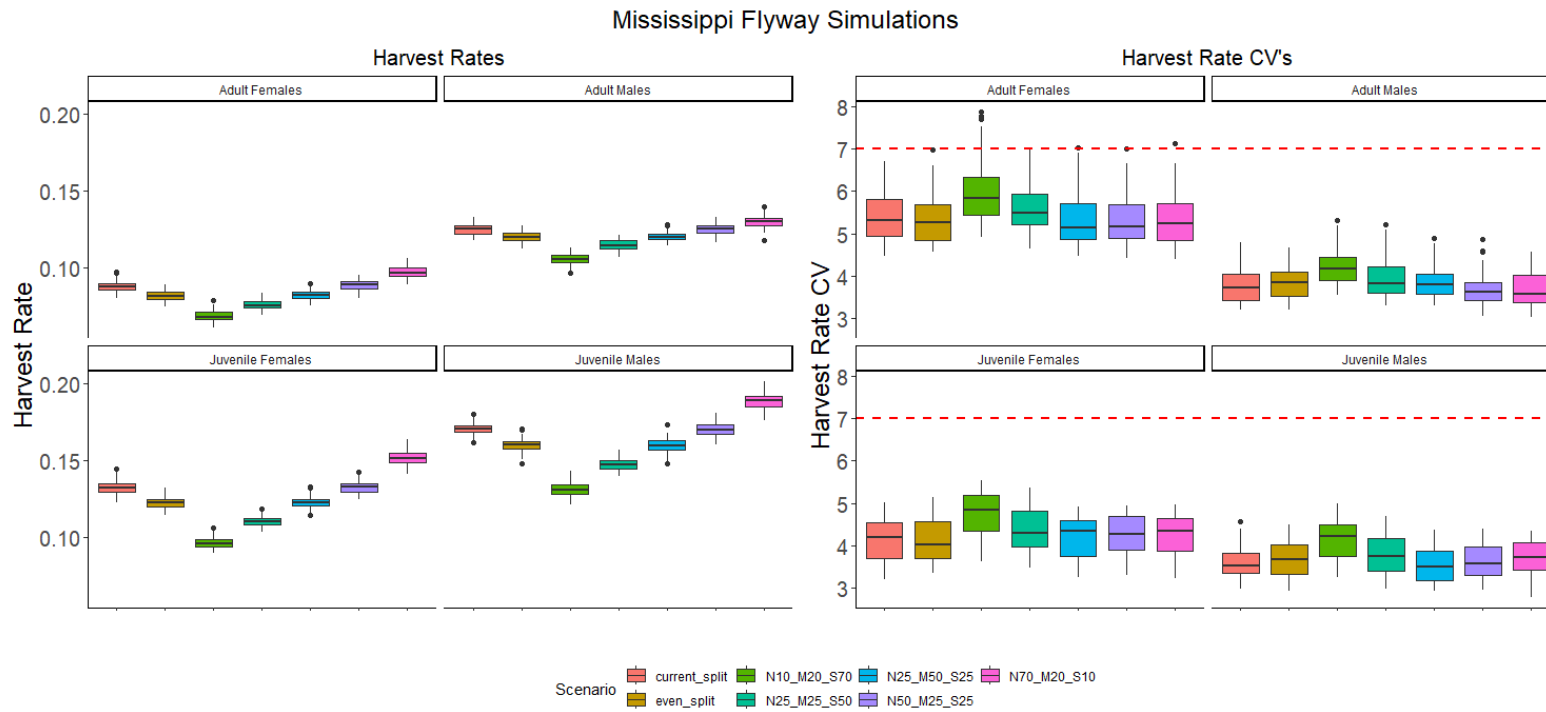 Mississippi Flyway Simulations
Harvest Rates
Harvest Rate CV's
Adult Females
Adult Males
Adult Females
Adult Males
0.20
0.15
0.10
8
7
6
5
4
3
Harvest Rate
Harvest Rate CV
Juvenile Females
Juvenile Males
Juvenile Females
Juvenile Males
0.20
0.15
0.10
8
7
6
5
4
3
Scenario
current_split
N10_M20_S70
N25_M50_S25
N70_M20_S10
even_split
N25_M25_S50
N50_M25_S25